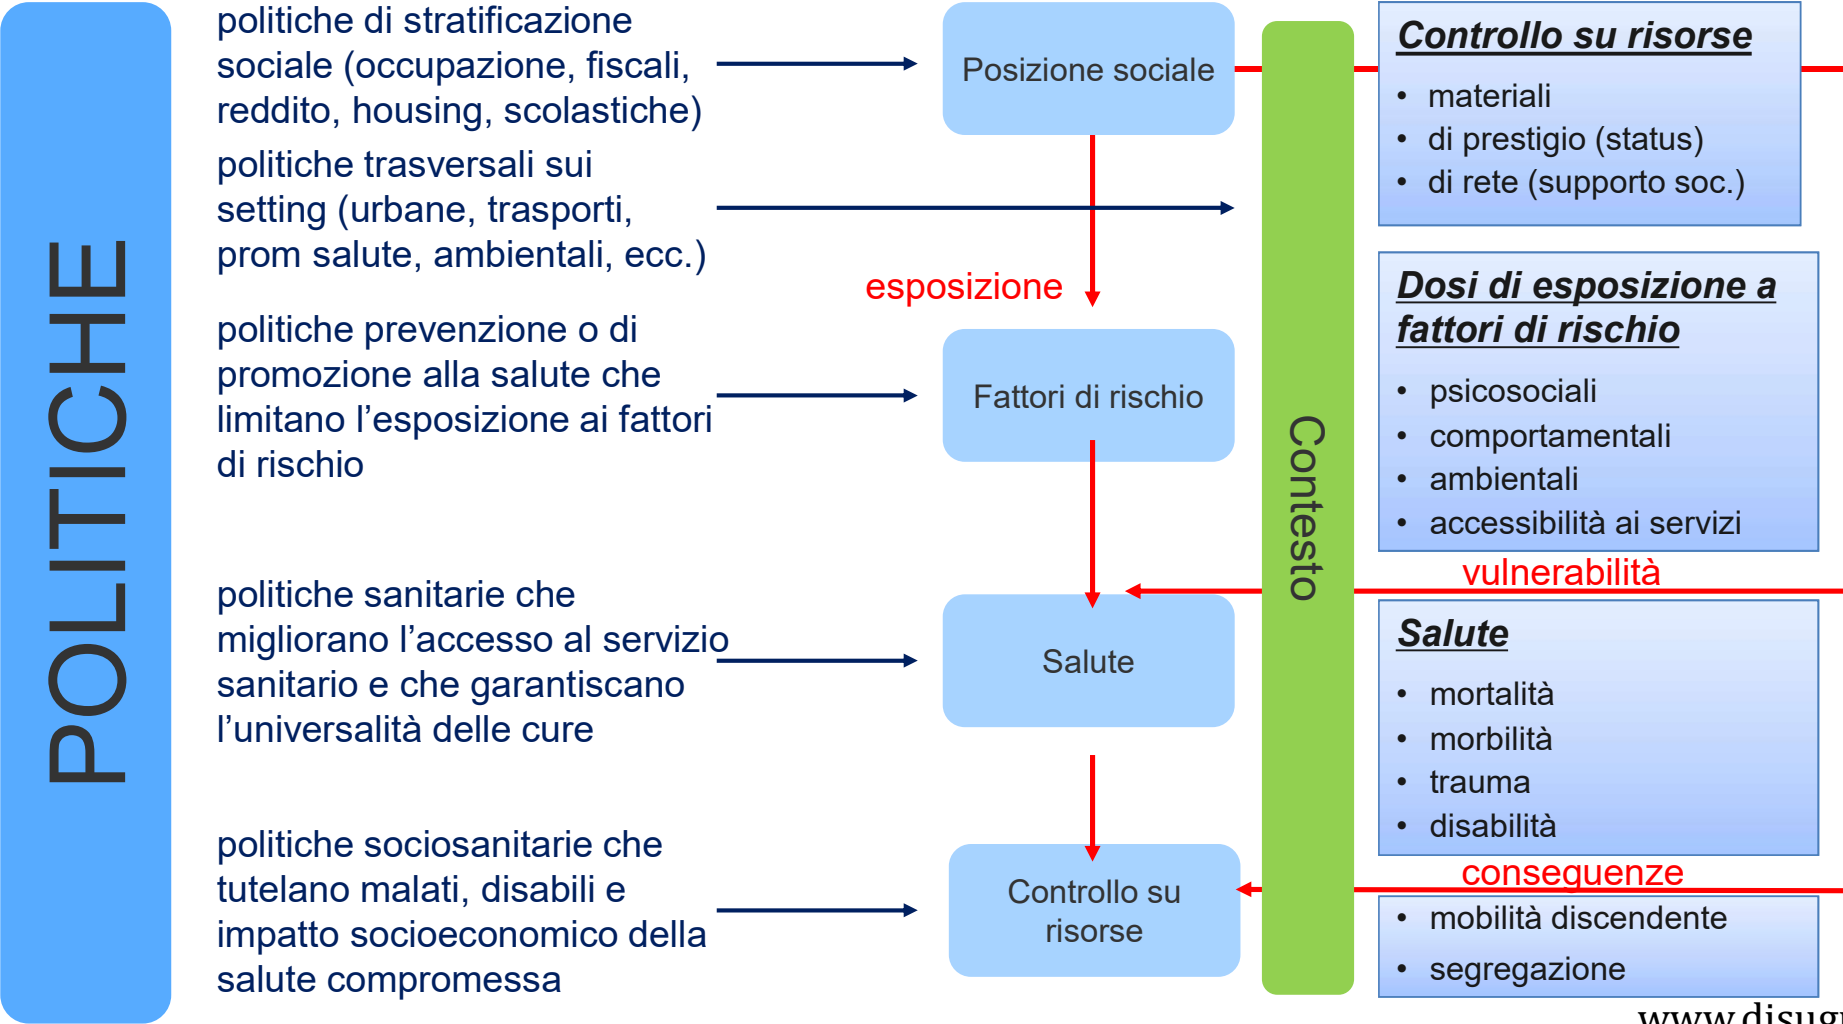 POLITICHE
politiche di stratificazione
sociale (occupazione, fiscali,
reddito, housing, scolastiche)
politiche trasversali sui
setting (urbane, trasporti,
prom salute, ambientali, ecc.)
politiche prevenzione o di
promozione alla salute che
limitano l’esposizione ai fattori
di rischio
politiche sanitarie che
migliorano l’accesso al servizio
sanitario e che garantiscano
l’universalità delle cure
politiche sociosanitarie che
tutelano malati, disabili e
impatto socioeconomico della
salute compromessa
Posizione sociale
esposizione
Fattori di rischio
Salute
Controllo su
risorse
Contesto
Controllo su risorse
• materiali
• di prestigio (status)
• di rete (supporto soc.)
Dosi di esposizione a
fattori di rischio
• psicosociali
• comportamentali
• ambientali
• accessibilità ai servizi
vulnerabilità
Salute
• mortalità
• morbilità
• trauma
• disabilità
conseguenze
• mobilità discendente
• segregazione